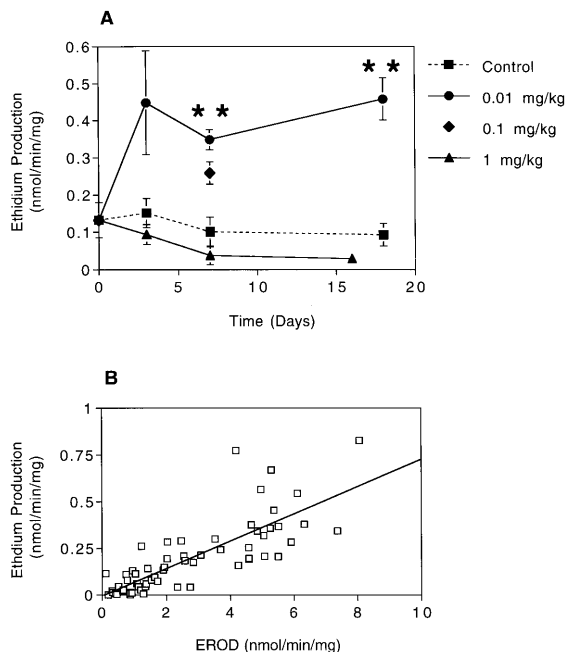 A
0.6
0.5
0.4
0.3
0.2
0.1
0
Ethidium Production
(nmol/min/mg)
* *
* *
Control
0.01 mg/kg
0.1 mg/kg
1 mg/kg
0 5 10 15 20
Time (Days)
B
1
0.75
0.5
0.25
0
Ethdium Production
(nmol/min/mg)
0 2 4 6 8 10
EROD (nmol/min/mg)